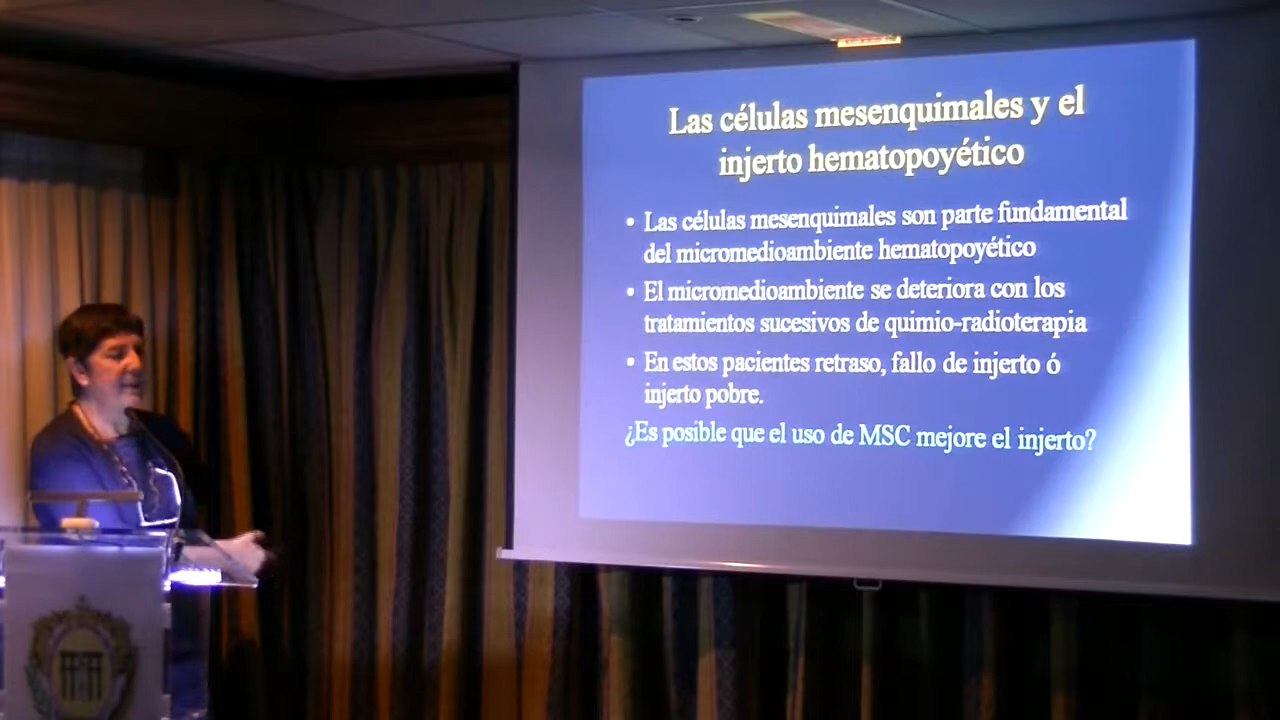 Las células mesenquimales y el
injerto hematopoyético
• Las células mesenquimales son parte fundamental
del micromedioambiente hematopoyético
• El micromedioambiente se deteriora con los
tratamientos sucesivos de quimio-radioterapia
• En estos pacientes retraso, fallo de injerto ó
injerto pobre.
¿Es posible que el uso de MSC mejore el injerto?